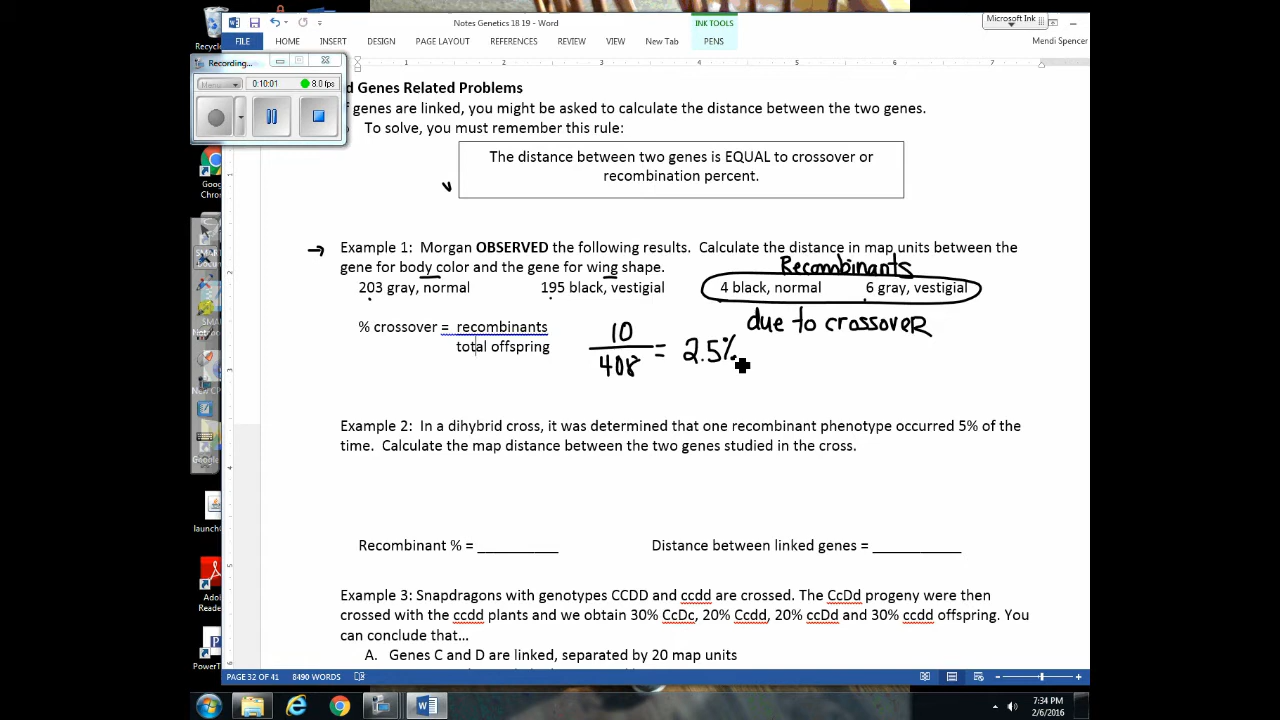 Notes Genetics 18 19 - Word
INK TOOLS
Microsoft Ink
FILE HOME INSERT DESIGN PAGE LAYOUT REFERENCES REVIEW VIEW New Tab PENS
Mendi Spencer
Recycle
Recording...
Menu
0:10:01
8.0 fps
d Genes Related Problems
f genes are linked, you might be asked to calculate the distance between the two genes.
To solve, you must remember this rule:
The distance between two genes is EQUAL to crossover or
recombination percent.
Goog
Chron
Example 1: Morgan OBSERVED the following results. Calculate the distance in map units between the
gene for body color and the gene for wing shape.
Recombinants
203 gray, normal 195 black, vestigial 4 black, normal 6 gray, vestigial
due to crossover
% crossover = recombinants
total offspring
10
408
= 2.5%
Example 2: In a dihybrid cross, it was determined that one recombinant phenotype occurred 5% of the
time. Calculate the map distance between the two genes studied in the cross.
Google
launch
Recombinant % = __________ Distance between linked genes = ___________
Adob
Reade
Example 3: Snapdragons with genotypes CCDD and ccdd are crossed. The CcDd progeny were then
crossed with the ccdd plants and we obtain 30% CcDc, 20% Ccdd, 20% ccDd and 30% ccdd offspring. You
can conclude that...
A. Genes C and D are linked, separated by 20 map units
PowerT
PAGE 32 OF 41 8490 WORDS
100%
7:34 PM
2/6/2016